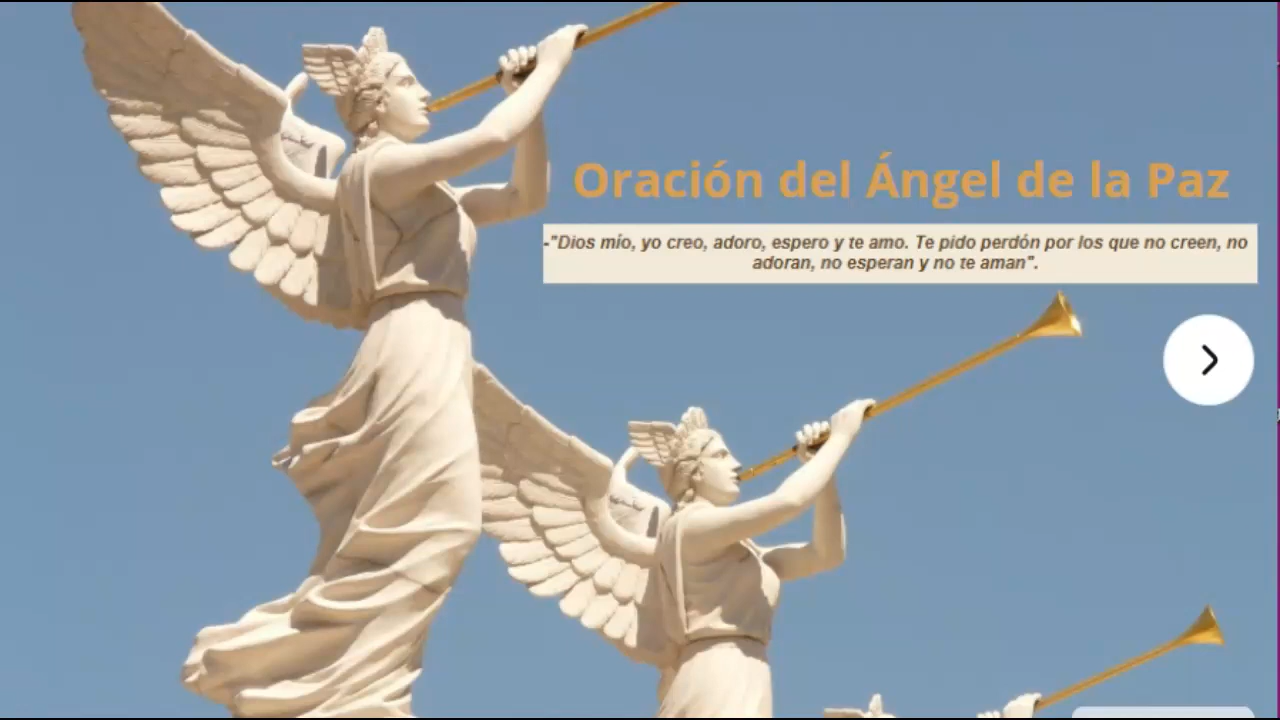 Oración del Ángel de la Paz
-"Dios mío, yo creo, adoro, espero y te amo. Te pido perdón por los que no creen, no
adoran, no esperan y no te aman".